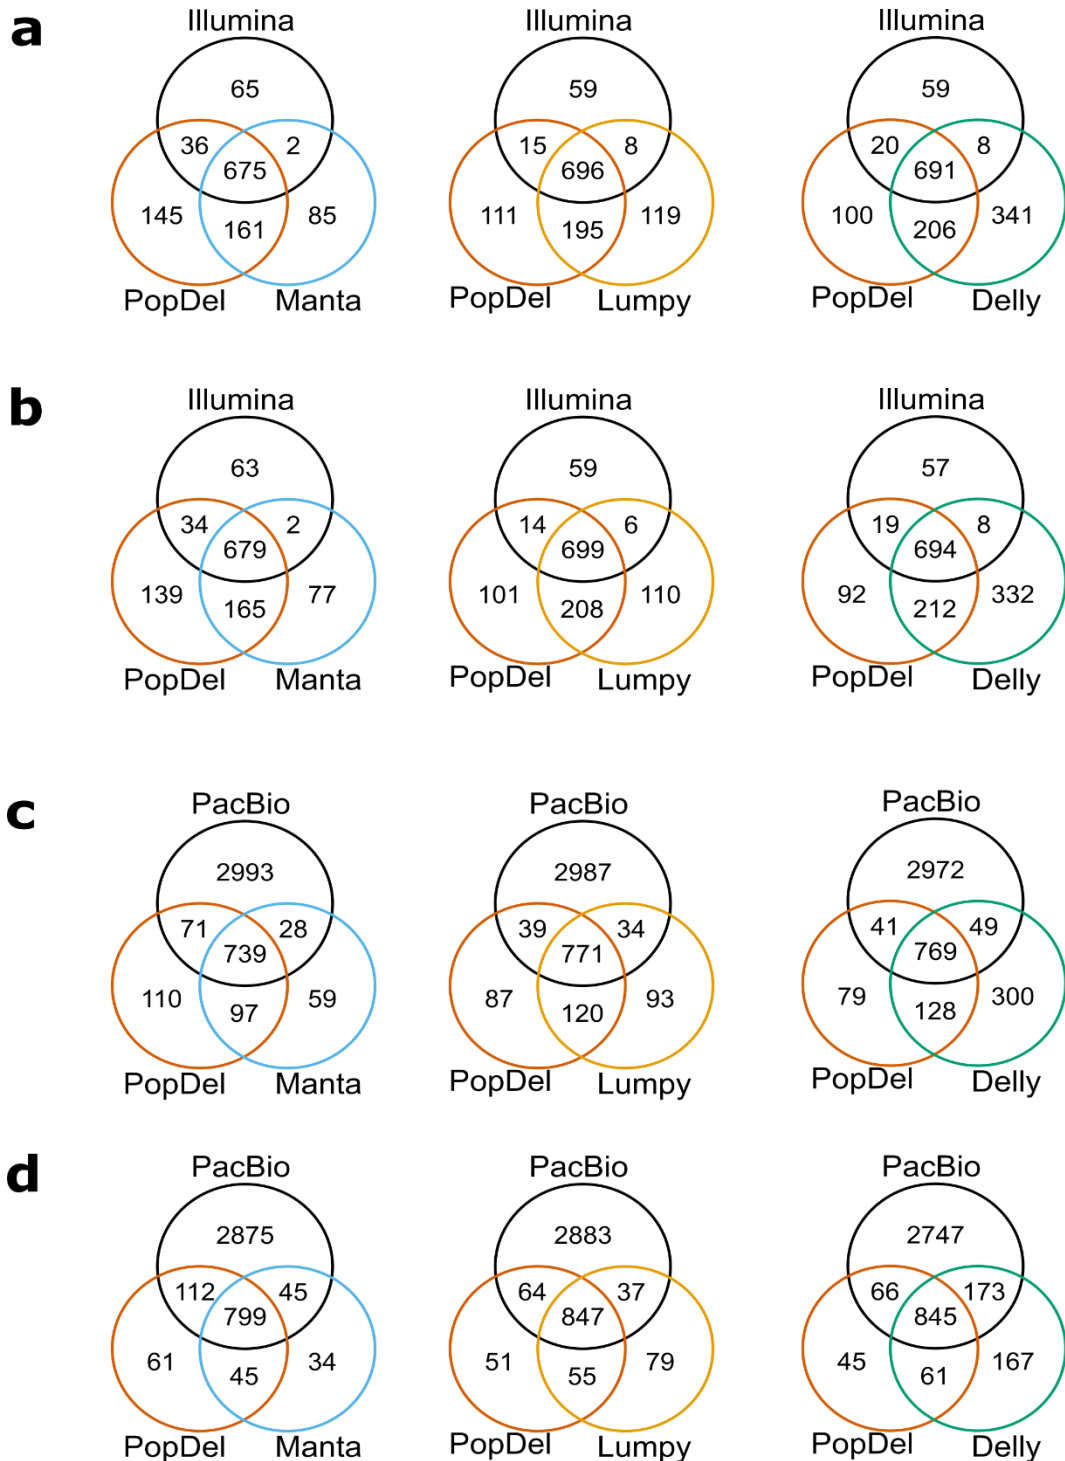 a
Illumina Illumina Illumina
65 59 59
36 2 15 8 20 8
675 696 691
145 85 111 119 100 341
161 195 206
PopDel Manta PopDel Lumpy PopDel Delly
b
Illumina Illumina Illumina
63 59 57
34 2 14 6 19 8
679 699 694
139 77 101 110 92 332
165 208 212
PopDel Manta PopDel Lumpy PopDel Delly
c
PacBio PacBio PacBio
2993 2987 2972
71 28 39 34 41 49
739 771 769
110 59 87 93 79 300
97 120 128
PopDel Manta PopDel Lumpy PopDel Delly
d
PacBio PacBio PacBio
2875 2883 2747
112 45 64 37 66 173
799 847 845
61 34 51 79 45 167
45 55 61
PopDel Manta PopDel Lumpy PopDel Delly